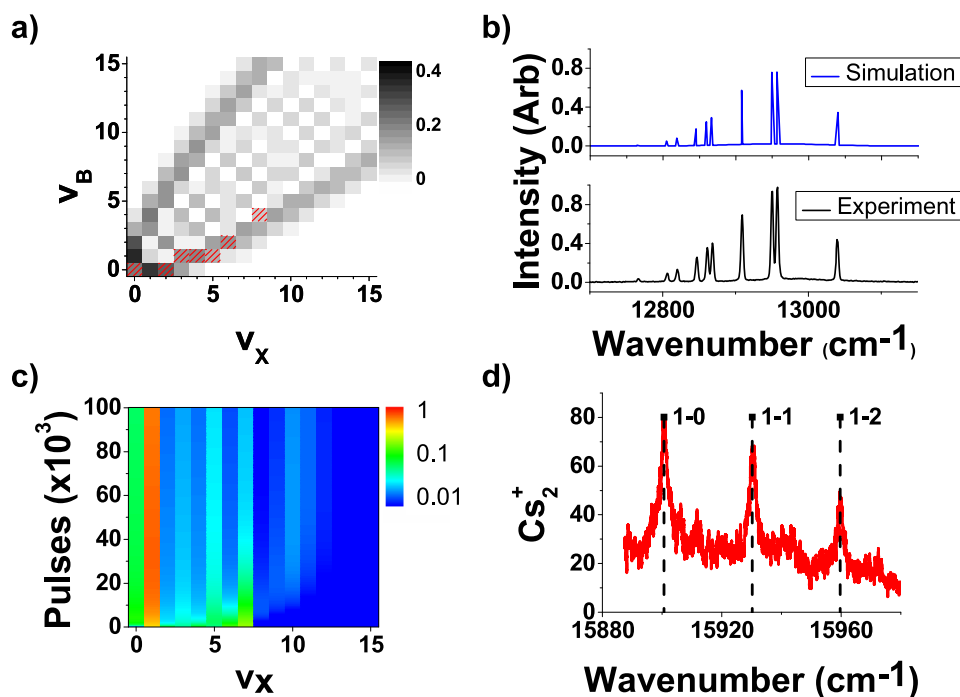 a)
v_B
15
10
5
0
0 5 10 15
v_X
0.4
0.2
0
b)
Intensity (Arb)
0.8
0.4
0.0
Simulation
0.8
0.4
0.0
Experiment
12800 13000
Wavenumber (cm-1)
c)
Pulses (x10³)
100
80
60
40
20
0
0 5 10 15
v_X
1
0.1
0.01
d)
Cs₂⁺
80
60
40
20
0
1-0 1-1 1-2
15880 15920 15960
Wavenumber (cm-1)